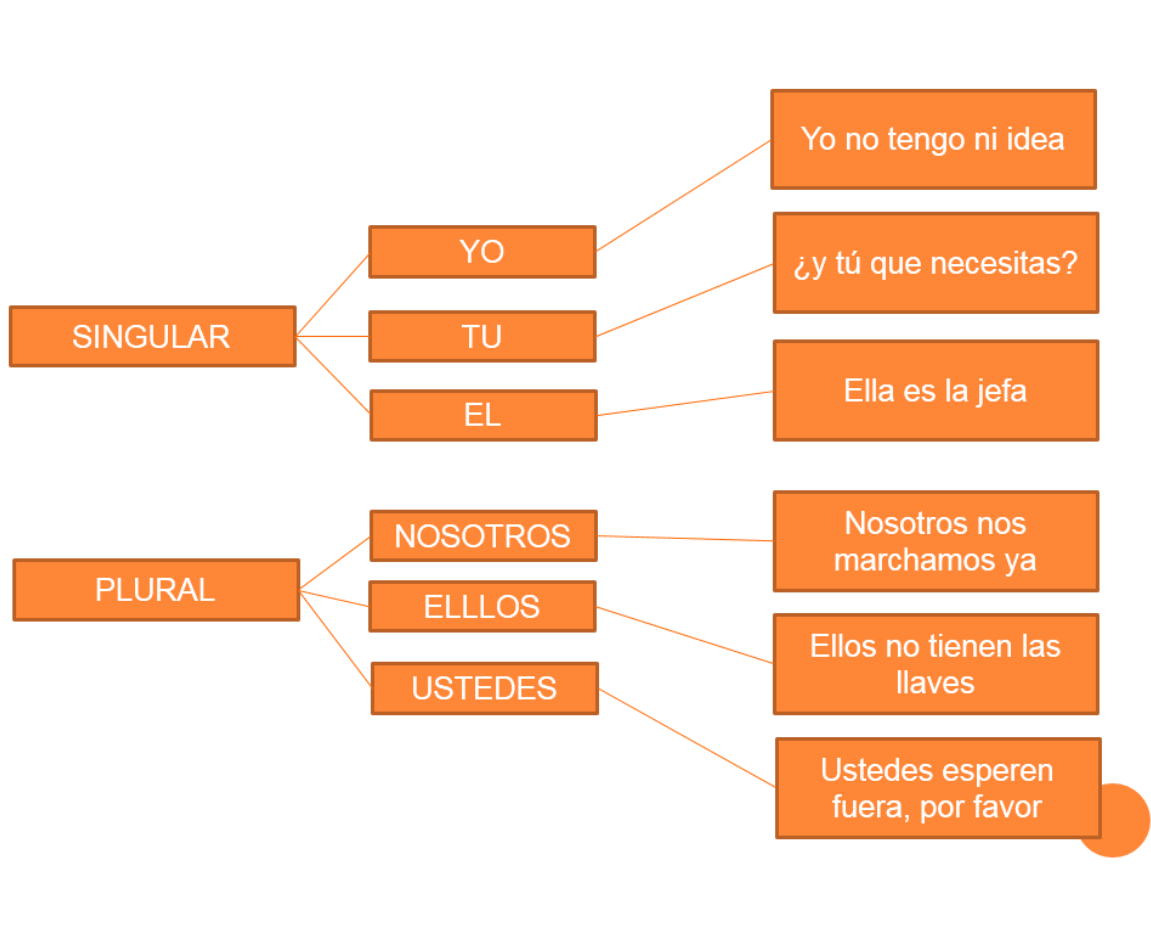 SINGULAR
YO
Yo no tengo ni idea
TU
¿y tú que necesitas?
EL
Ella es la jefa
PLURAL
NOSOTROS
Nosotros nos
marchamos ya
ELLLOS
Ellos no tienen las
llaves
USTEDES
Ustedes esperen
fuera, por favor